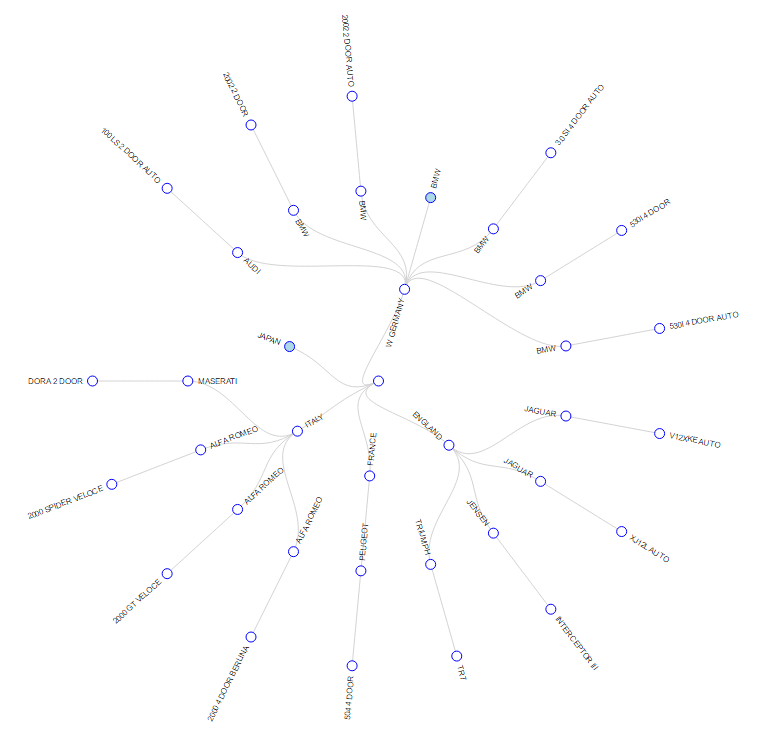 2002 2 DOOR AUTO
2002 2 DOOR
3.0 SI 4 DOOR AUTO
100 LS 2 DOOR AUTO
BMW
530I 4 DOOR
BMW
BMW
BMW
AUDI
BMW
W GERMANY
530I 4 DOOR AUTO
JAPAN
BMW
DORA 2 DOOR
MASERATI
ITALY
ENGLAND
JAGUAR
V12XKE AUTO
ALFA ROMEO
FRANCE
JAGUAR
2000 SPIDER VELOCE
ALFA ROMEO
JENSEN
XJ12L AUTO
ALFA ROMEO
PEUGEOT
TRIUMPH
2000 GT VELOCE
INTERCEPTOR III
2000 4 DOOR BERLINA
504 4 DOOR
TR7